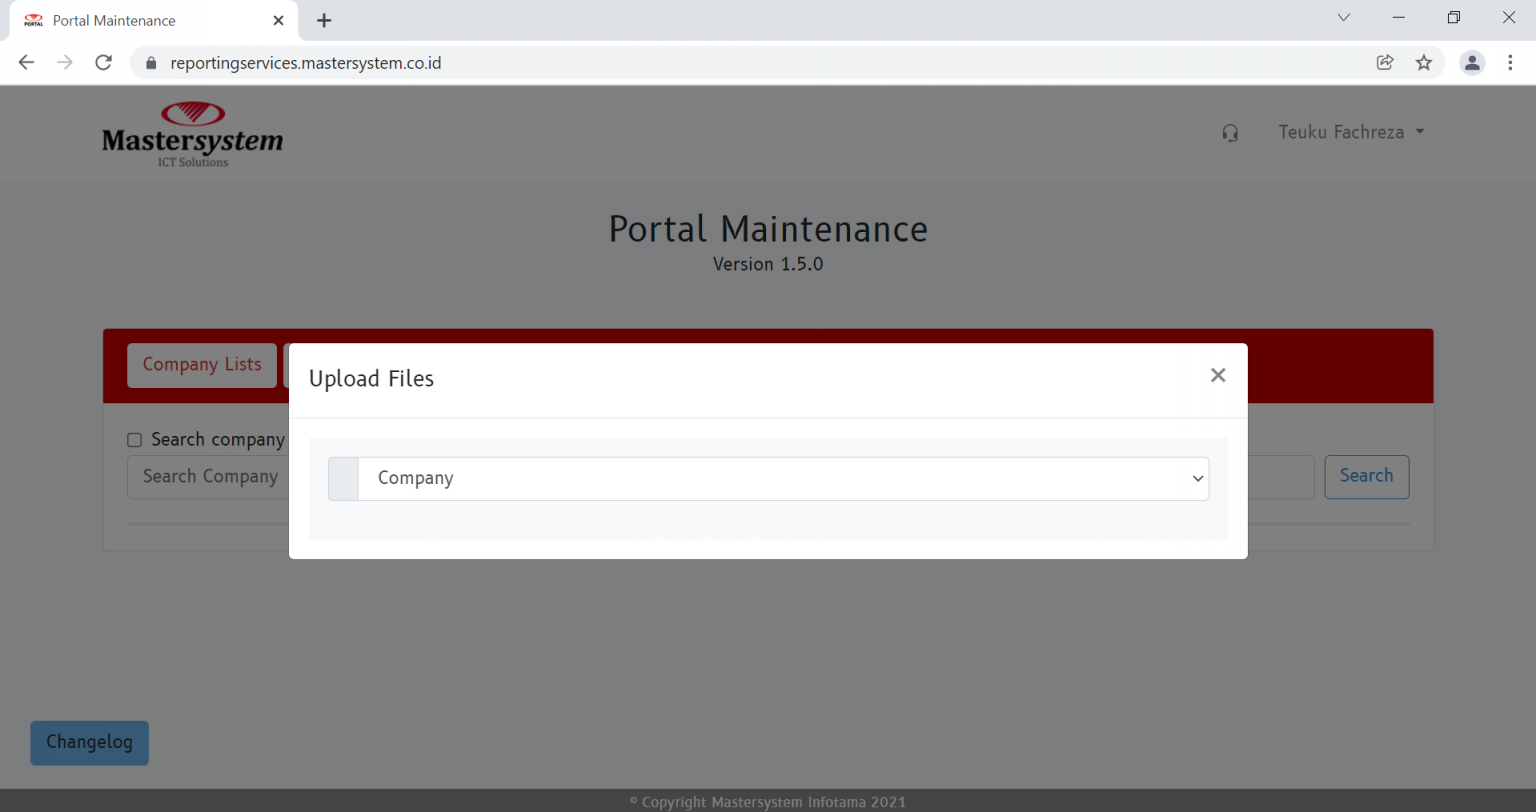 PORTAL
Portal Maintenance
reportingservices.mastersystem.co.id
Mastersystem
ICT Solutions
Teuku Fachreza
Portal Maintenance
Version 1.5.0
Company Lists
Upload Files
Search company
Search Company
Company
Search
Changelog
© Copyright Mastersystem Infotama 2021